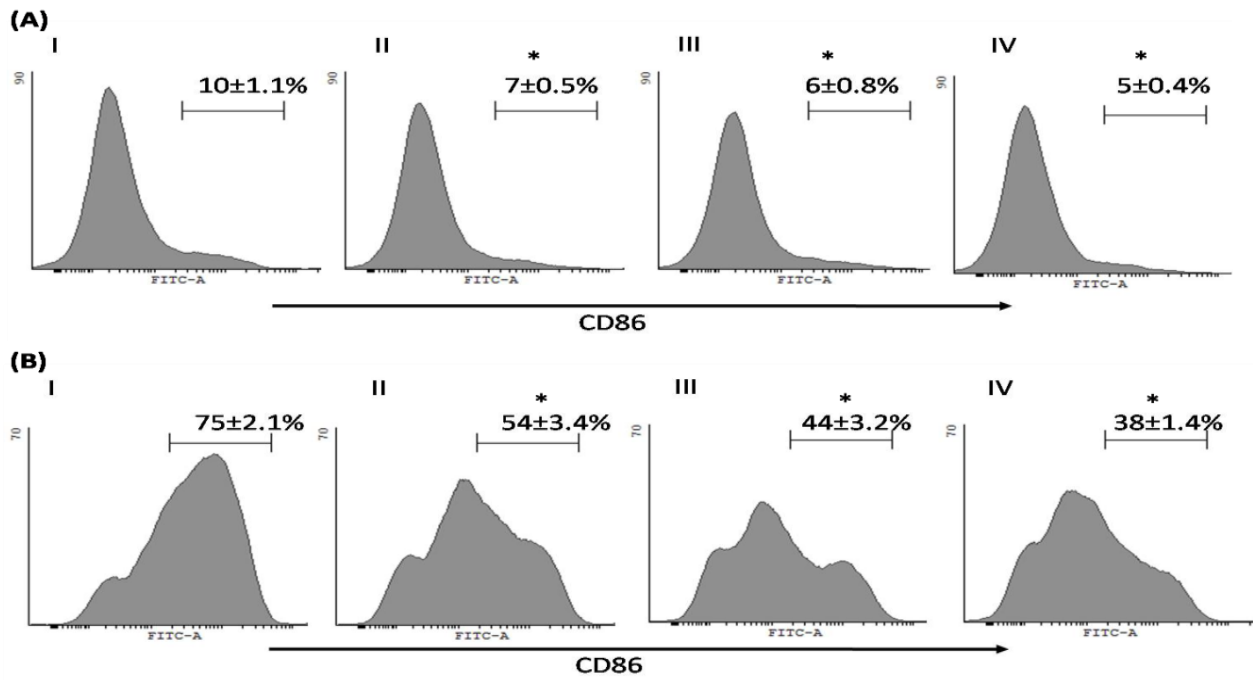 (A)
I II III IV
* * *
10±1.1% 7±0.5% 6±0.8% 5±0.4%
90 90 90 90
FITC-A FITC-A FITC-A FITC-A
CD86
(B)
I II III IV
* * *
75±2.1% 54±3.4% 44±3.2% 38±1.4%
70 70 70 70
FITC-A FITC-A FITC-A FITC-A
CD86